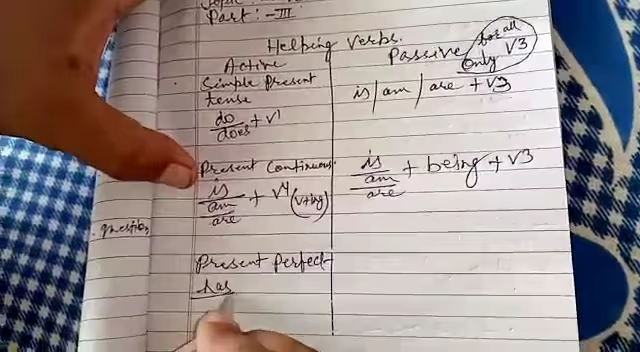 Part:-III
Helping Verbs.
Active
Passive
for all
only V3
Simple Present
tense
do
does + V1
is/am/are + V3
Present Continuous
is
am
are + V4 (V+ing)
is
am
are + being + V3
question
Present Perfect
has